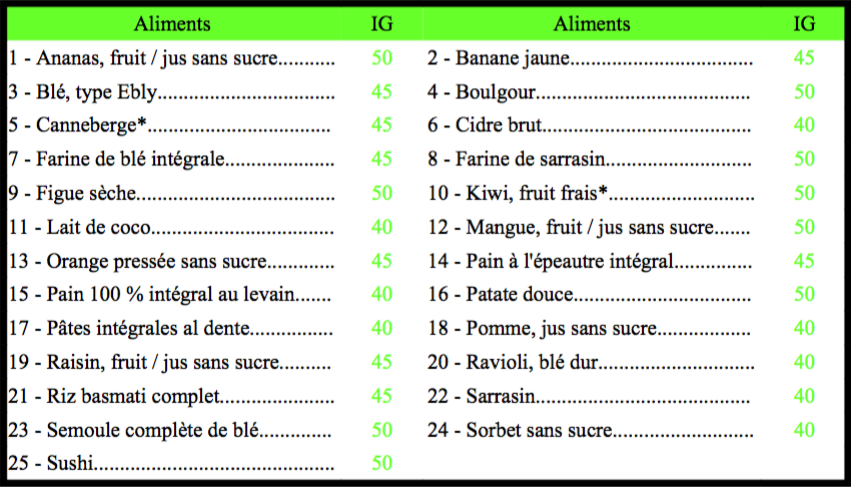 Aliments IG Aliments IG
1 - Ananas, fruit / jus sans sucre........... 50 2 - Banane jaune................................... 45
3 - Blé, type Ebly.................................. 45 4 - Boulgour......................................... 50
5 - Canneberge*................................... 45 6 - Cidre brut........................................ 40
7 - Farine de blé intégrale..................... 45 8 - Farine de sarrasin............................ 50
9 - Figue sèche...................................... 50 10 - Kiwi, fruit frais*............................ 50
11 - Lait de coco................................... 40 12 - Mangue, fruit / jus sans sucre....... 50
13 - Orange pressée sans sucre............. 45 14 - Pain à l'épeautre intégral............... 45
15 - Pain 100 % intégral au levain....... 40 16 - Patate douce.................................. 50
17 - Pâtes intégrales al dente................ 40 18 - Pomme, jus sans sucre.................. 40
19 - Raisin, fruit / jus sans sucre.......... 45 20 - Ravioli, blé dur.............................. 40
21 - Riz basmati complet...................... 45 22 - Sarrasin......................................... 40
23 - Semoule complète de blé.............. 50 24 - Sorbet sans sucre........................... 40
25 - Sushi.............................................. 50